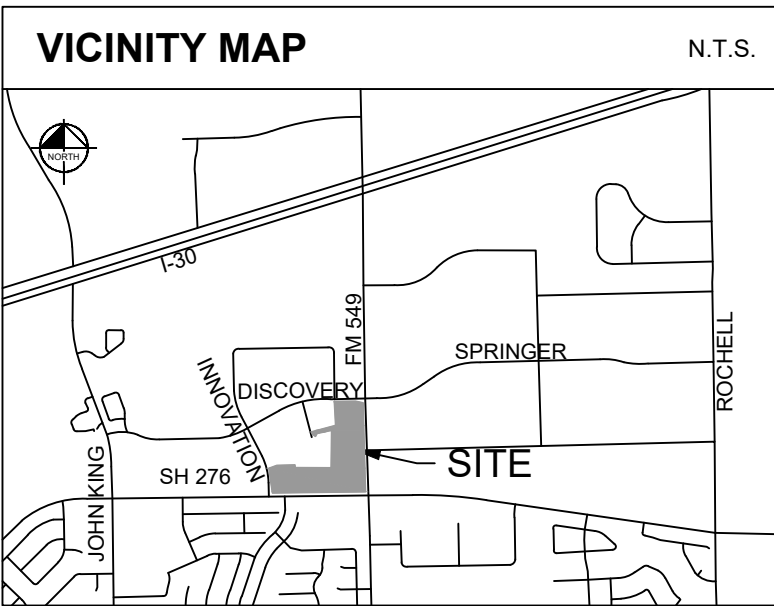 VICINITY MAP
N.T.S.
NORTH
I-30
FM 549
SPRINGER
ROCHELL
INNOVATION
DISCOVERY
SH 276
SITE
JOHN KING